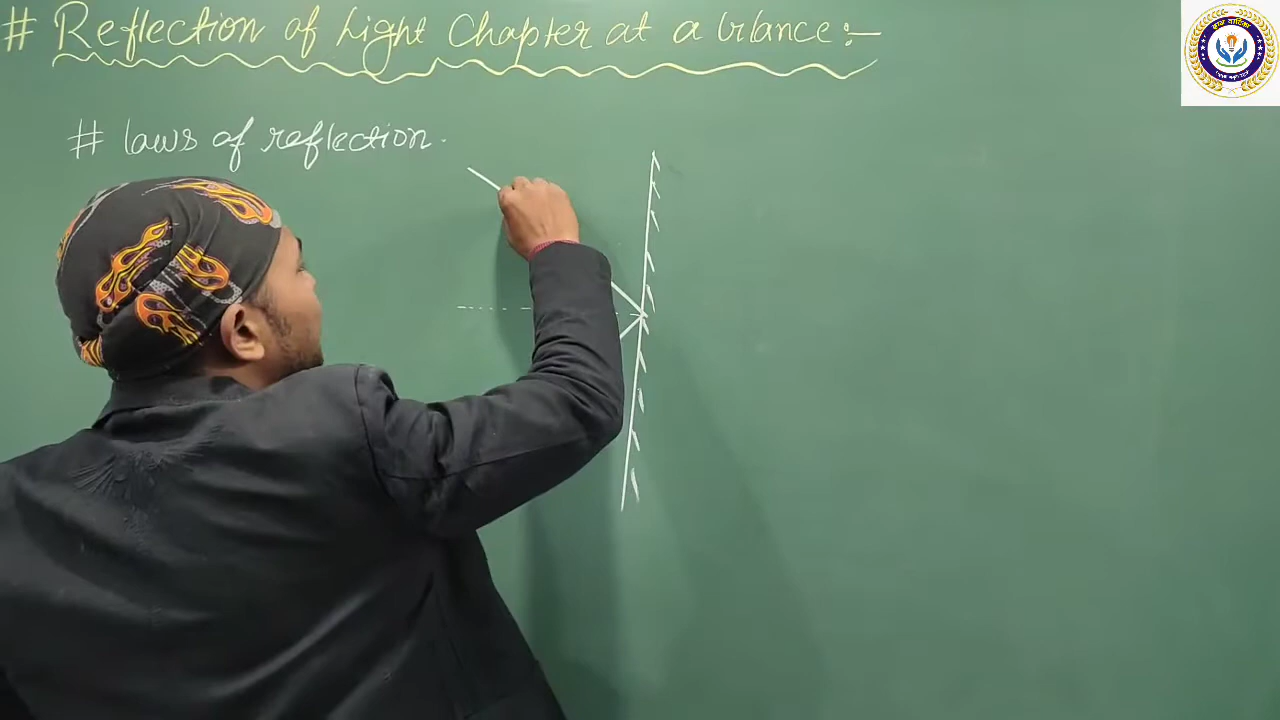 # Reflection of Light Chapter at a Glance :-
# laws of reflection.